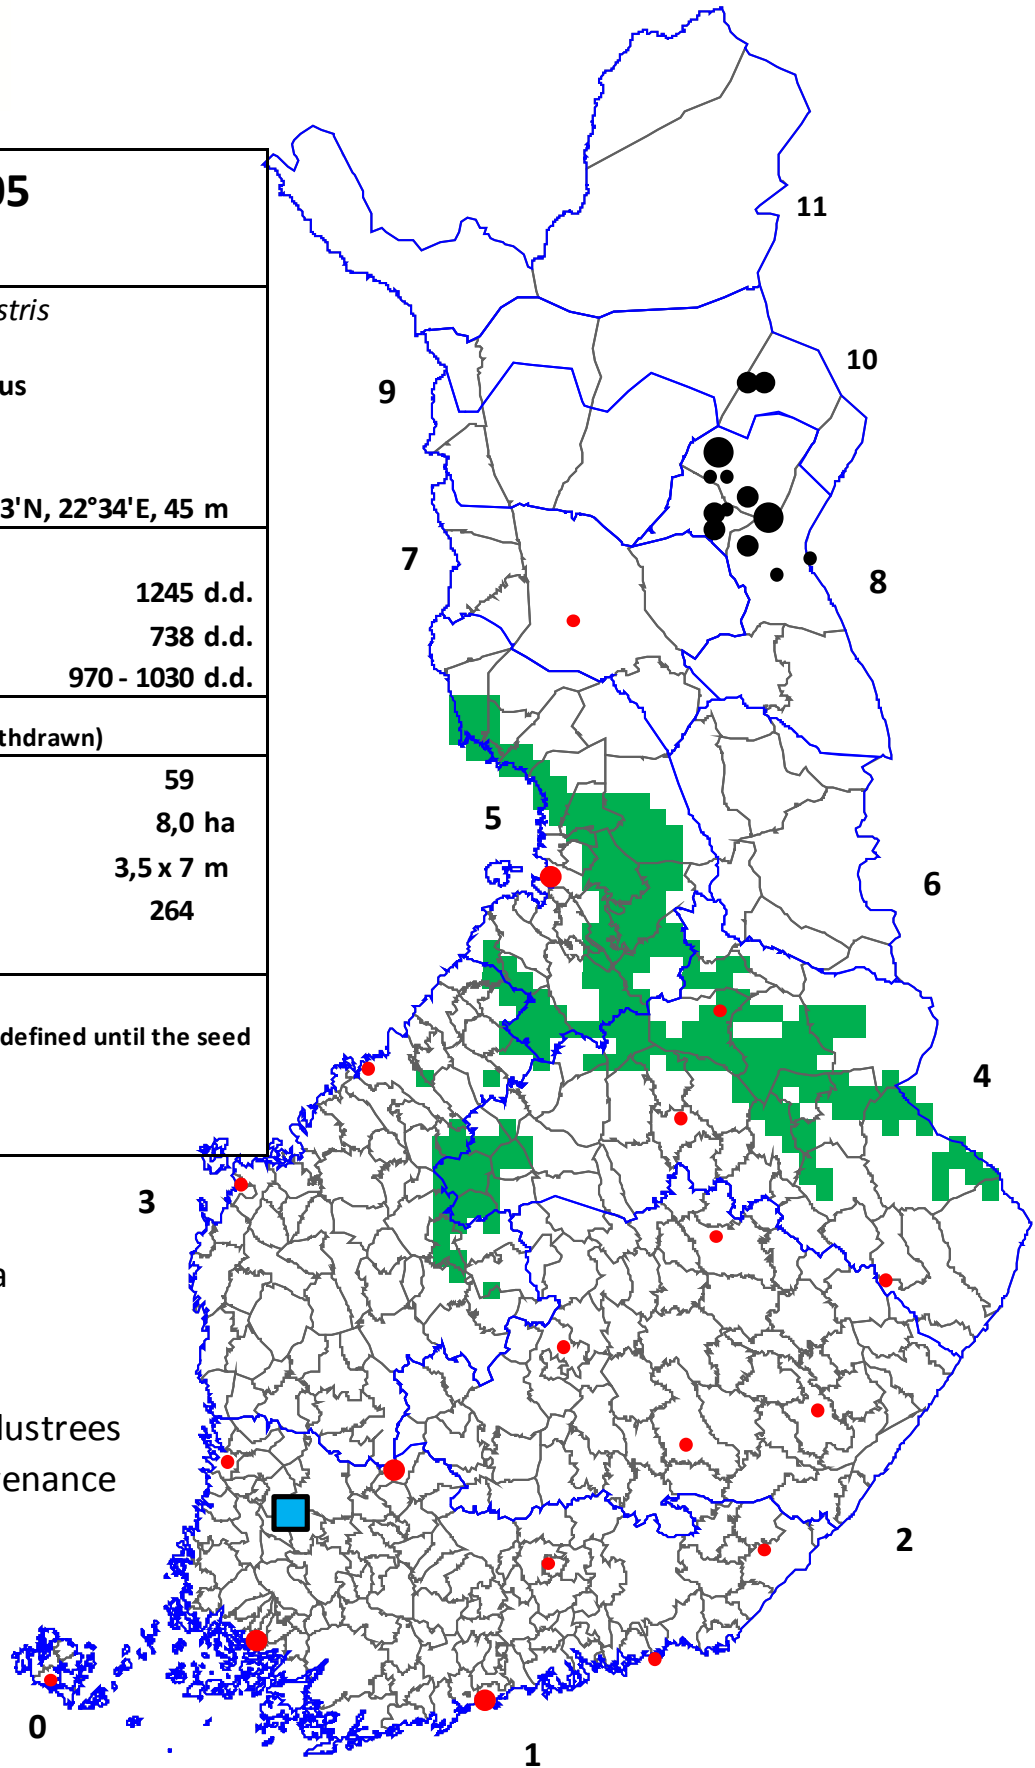 05
stris
us
3'N, 22°34'E, 45 m
1245 d.d.
738 d.d.
970 - 1030 d.d.
thdrawn)
59
8,0 ha
3,5 x 7 m
264
defined until the seed
a
lustrees
enance
11
10
9
8
7
6
5
4
3
2
1
0